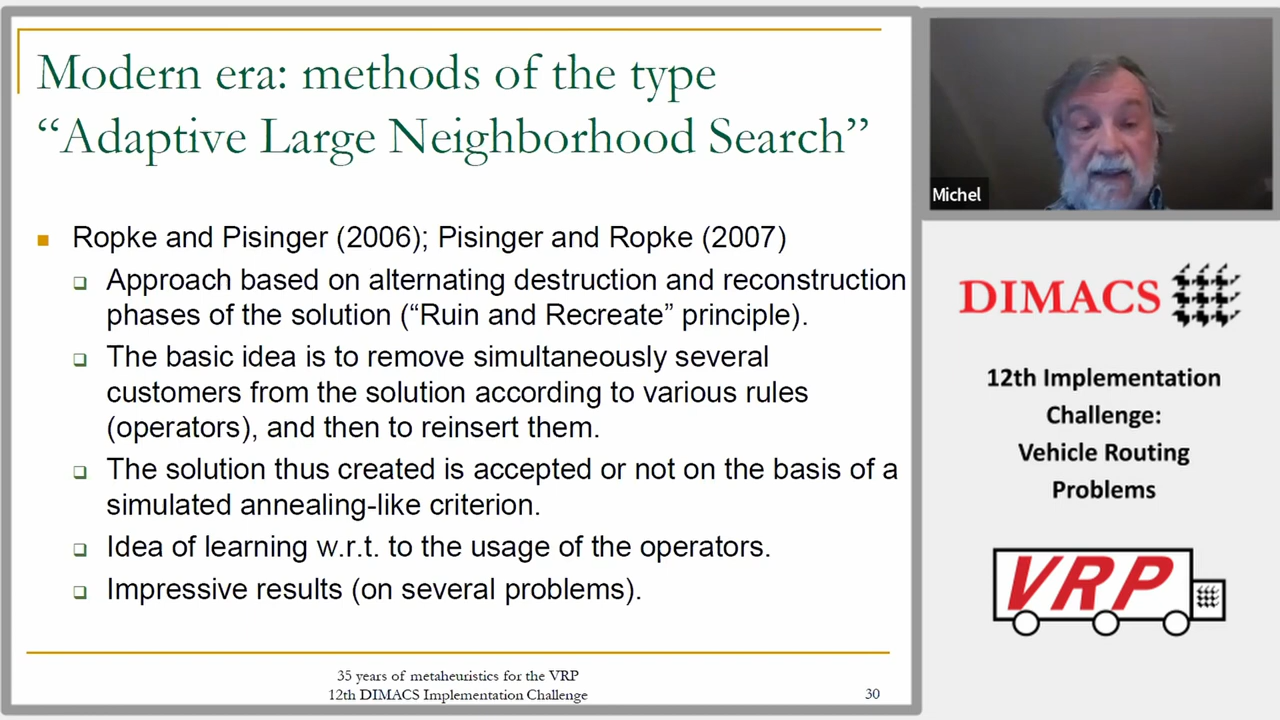 Modern era: methods of the type
“Adaptive Large Neighborhood Search”
Ropke and Pisinger (2006); Pisinger and Ropke (2007)
Approach based on alternating destruction and reconstruction
phases of the solution (“Ruin and Recreate” principle).
The basic idea is to remove simultaneously several
customers from the solution according to various rules
(operators), and then to reinsert them.
The solution thus created is accepted or not on the basis of a
simulated annealing-like criterion.
Idea of learning w.r.t. to the usage of the operators.
Impressive results (on several problems).
35 years of metaheuristics for the VRP
12th DIMACS Implementation Challenge
30
Michel
DIMACS
12th Implementation
Challenge:
Vehicle Routing
Problems
VRP